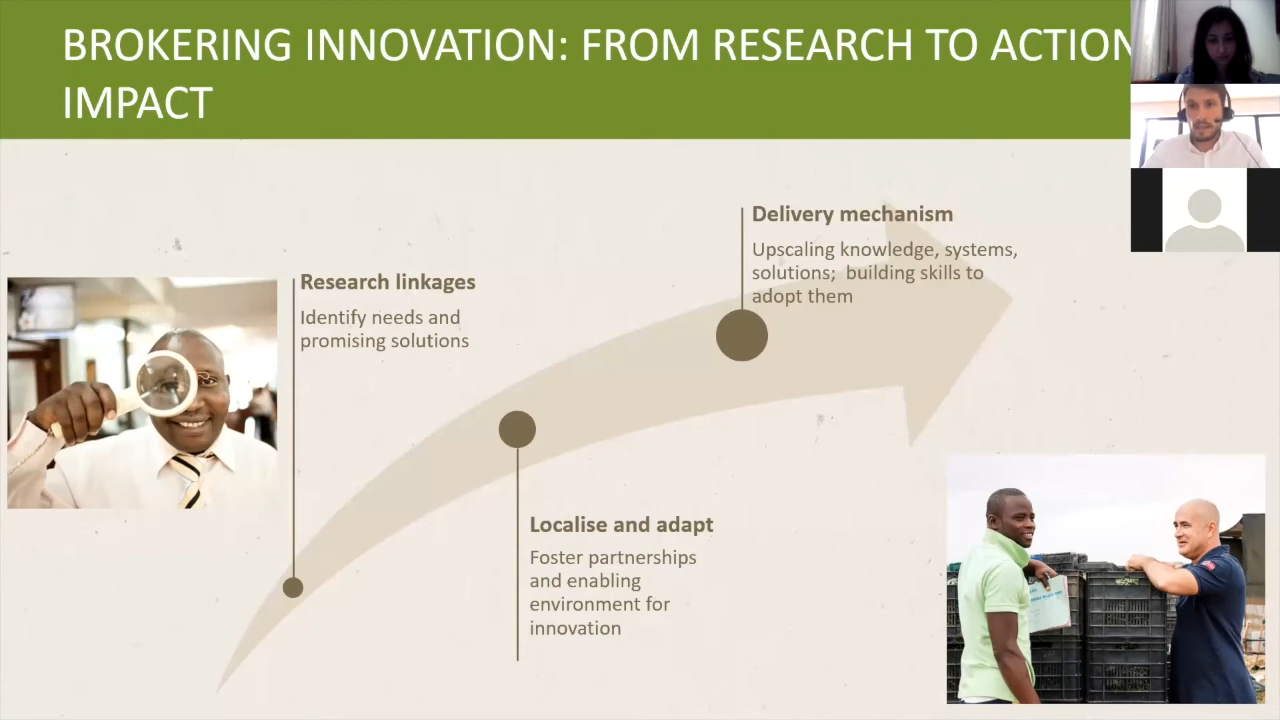 BROKERING INNOVATION: FROM RESEARCH TO ACTION
IMPACT
Research linkages
Identify needs and
promising solutions
Localise and adapt
Foster partnerships
and enabling
environment for
innovation
Delivery mechanism
Upscaling knowledge, systems,
solutions; building skills to
adopt them